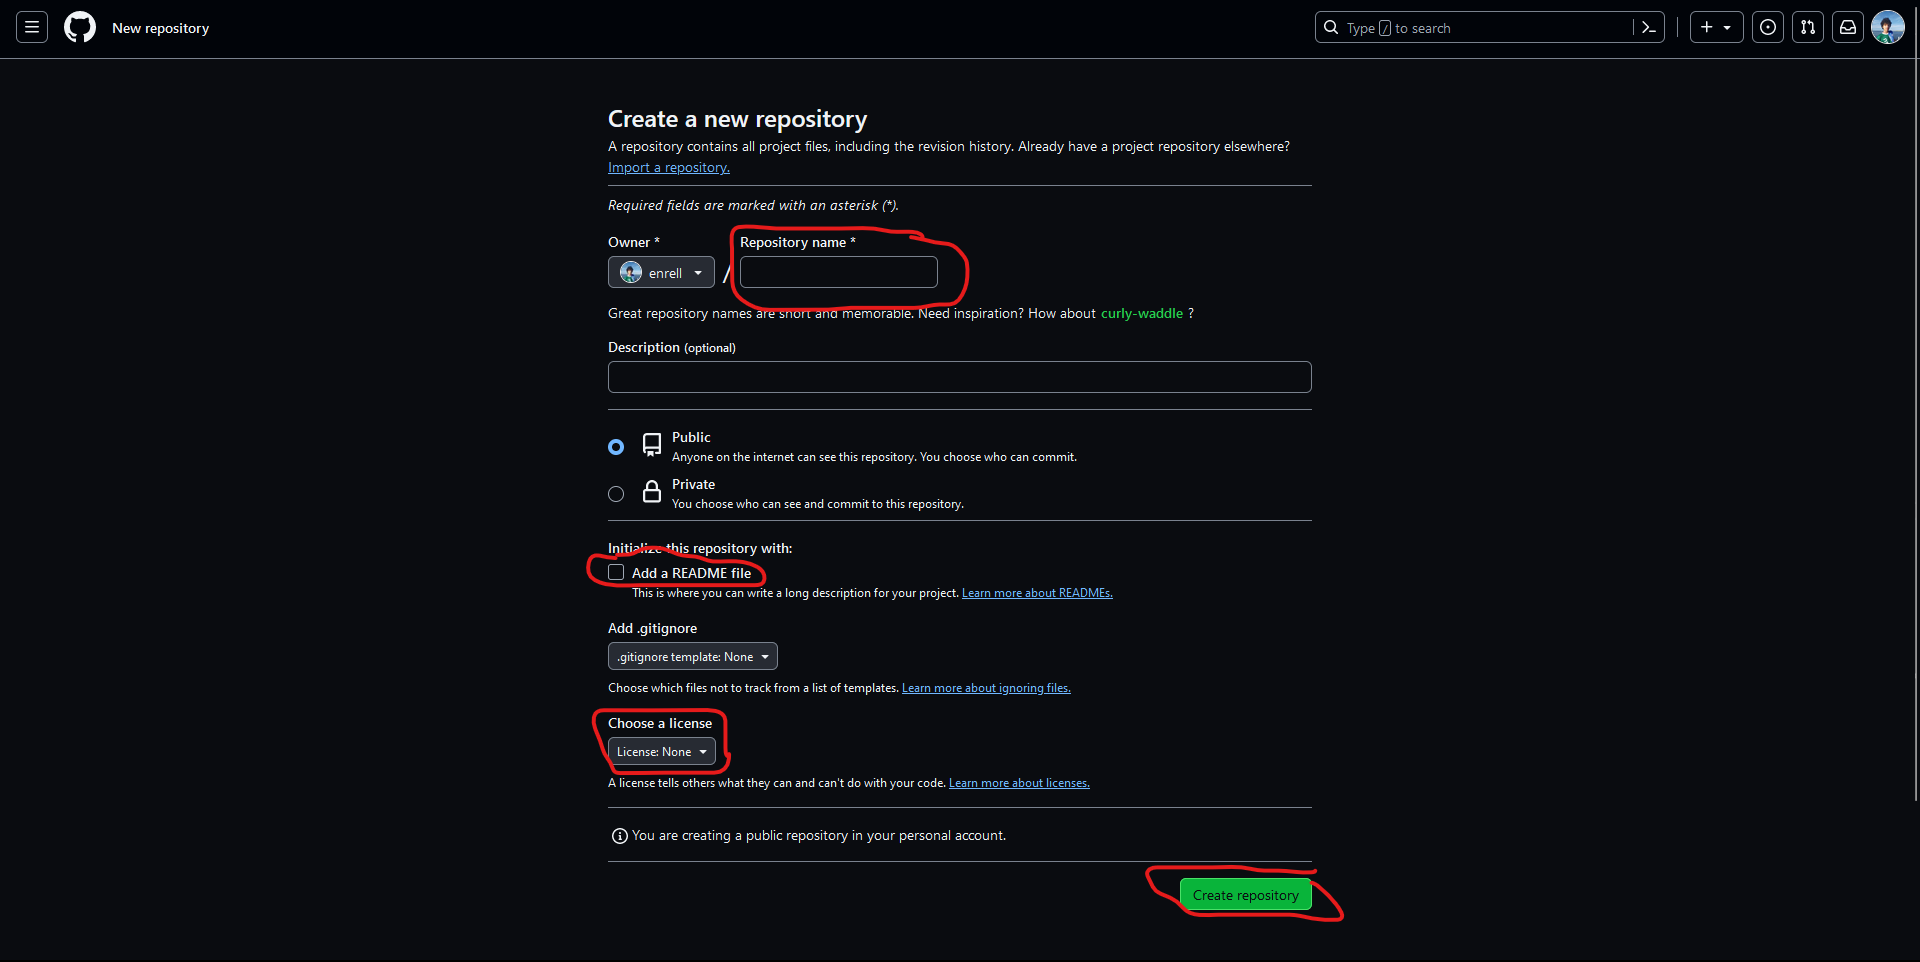 New repository
Type / to search
Create a new repository
A repository contains all project files, including the revision history. Already have a project repository elsewhere?
Import a repository.
Required fields are marked with an asterisk (*).
Owner * Repository name *
enrell /
Great repository names are short and memorable. Need inspiration? How about curly-waddle ?
Description (optional)
Public
Anyone on the internet can see this repository. You choose who can commit.
Private
You choose who can see and commit to this repository.
Initialize this repository with:
Add a README file
This is where you can write a long description for your project. Learn more about READMEs.
Add .gitignore
.gitignore template: None
Choose which files not to track from a list of templates. Learn more about ignoring files.
Choose a license
License: None
A license tells others what they can and can't do with your code. Learn more about licenses.
You are creating a public repository in your personal account.
Create repository